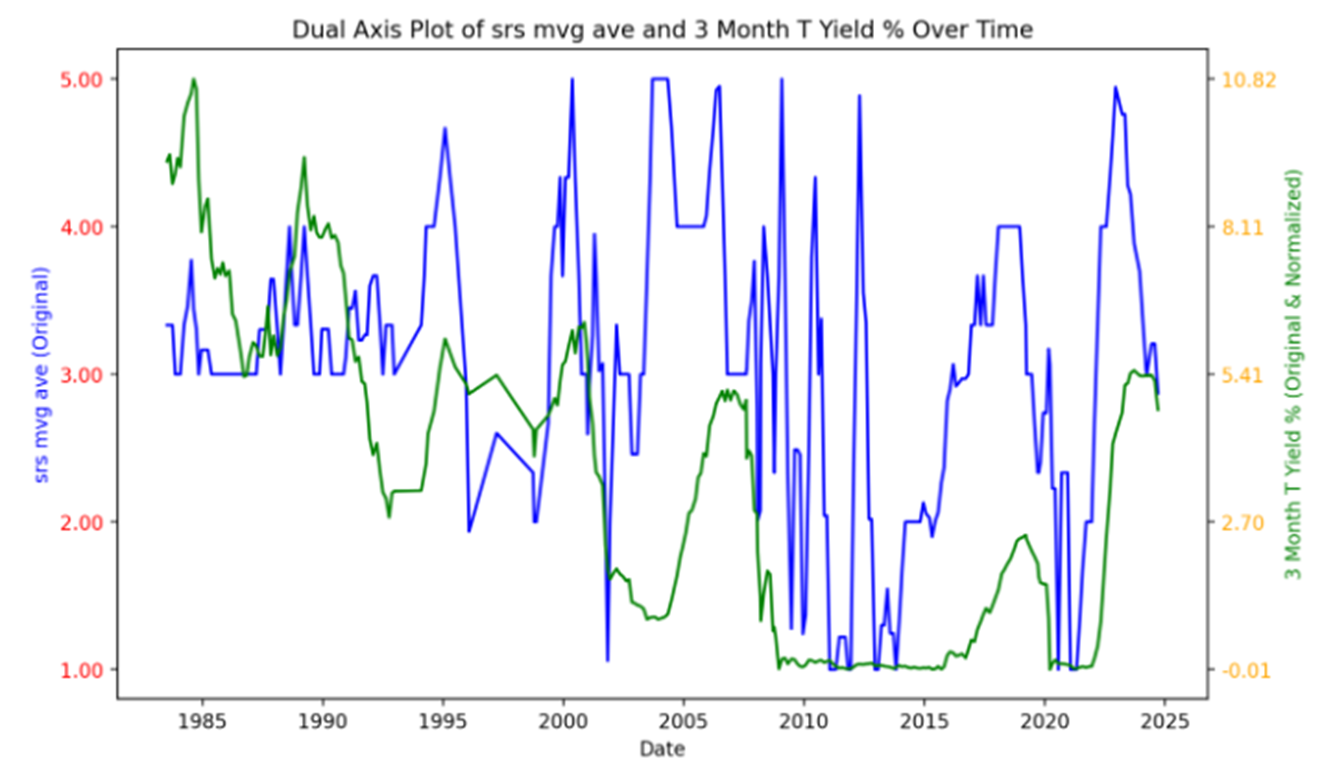 Dual Axis Plot of srs mvg ave and 3 Month T Yield % Over Time
5.00
4.00
3.00
2.00
1.00
srs mvg ave (Original)
10.82
8.11
5.41
2.70
-0.01
3 Month T Yield % (Original & Normalized)
1985 1990 1995 2000 2005 2010 2015 2020 2025
Date